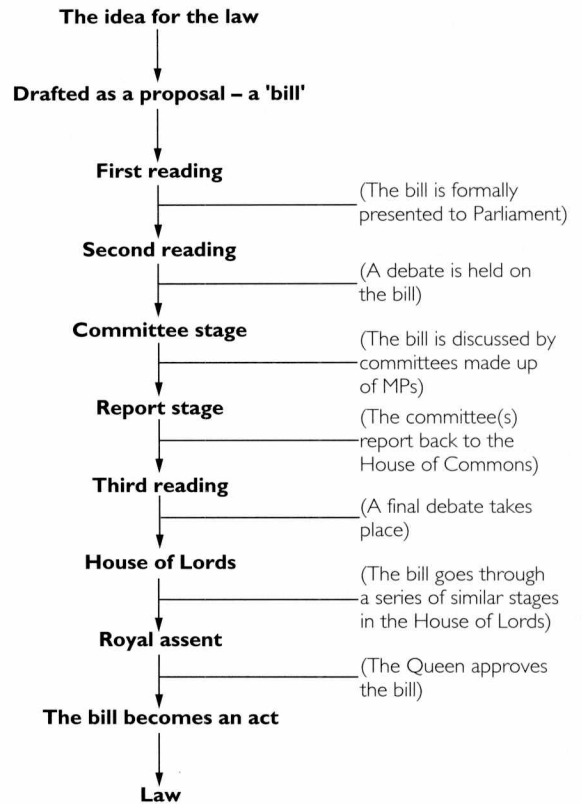 The idea for the law
Drafted as a proposal – a 'bill'
First reading
(The bill is formally
presented to Parliament)
Second reading
(A debate is held on
the bill)
Committee stage
(The bill is discussed by
committees made up
of MPs)
Report stage
(The committee(s)
report back to the
House of Commons)
Third reading
(A final debate takes
place)
House of Lords
(The bill goes through
a series of similar stages
in the House of Lords)
Royal assent
(The Queen approves
the bill)
The bill becomes an act
Law